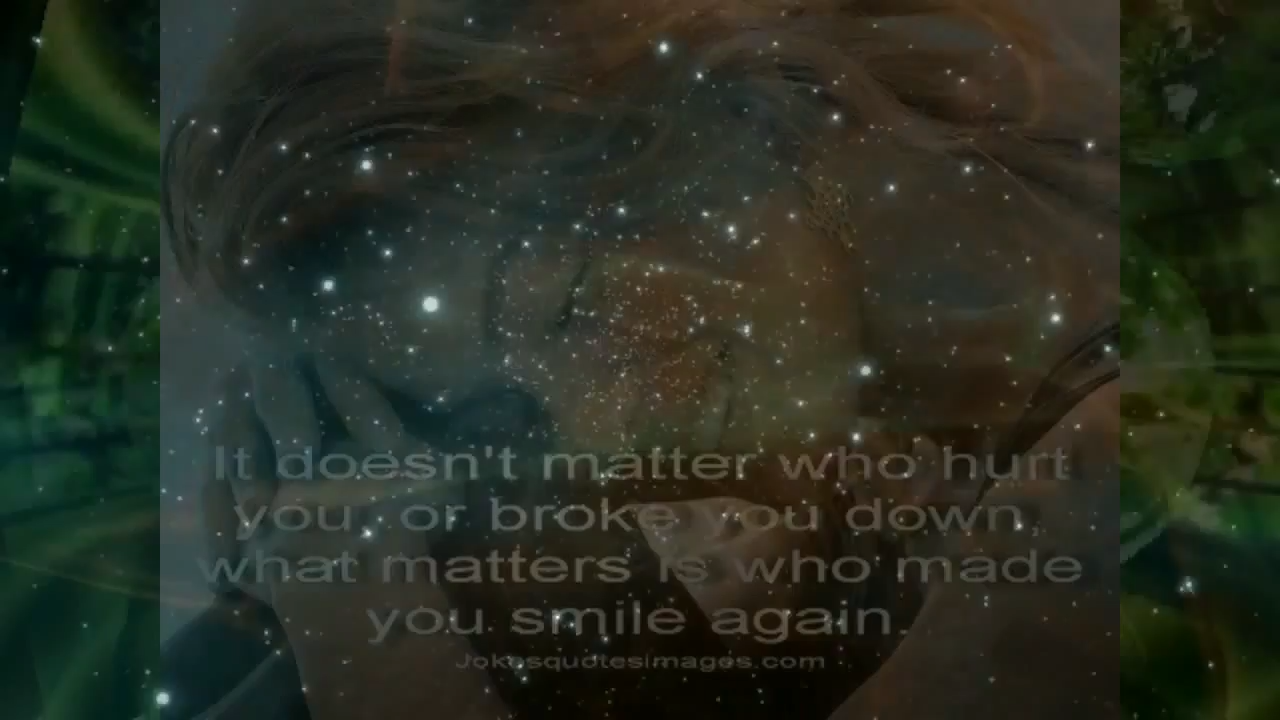 It doesn't matter who hurt
you, or broke you down,
what matters is who made
you smile again.
Jokesquotesimages.com